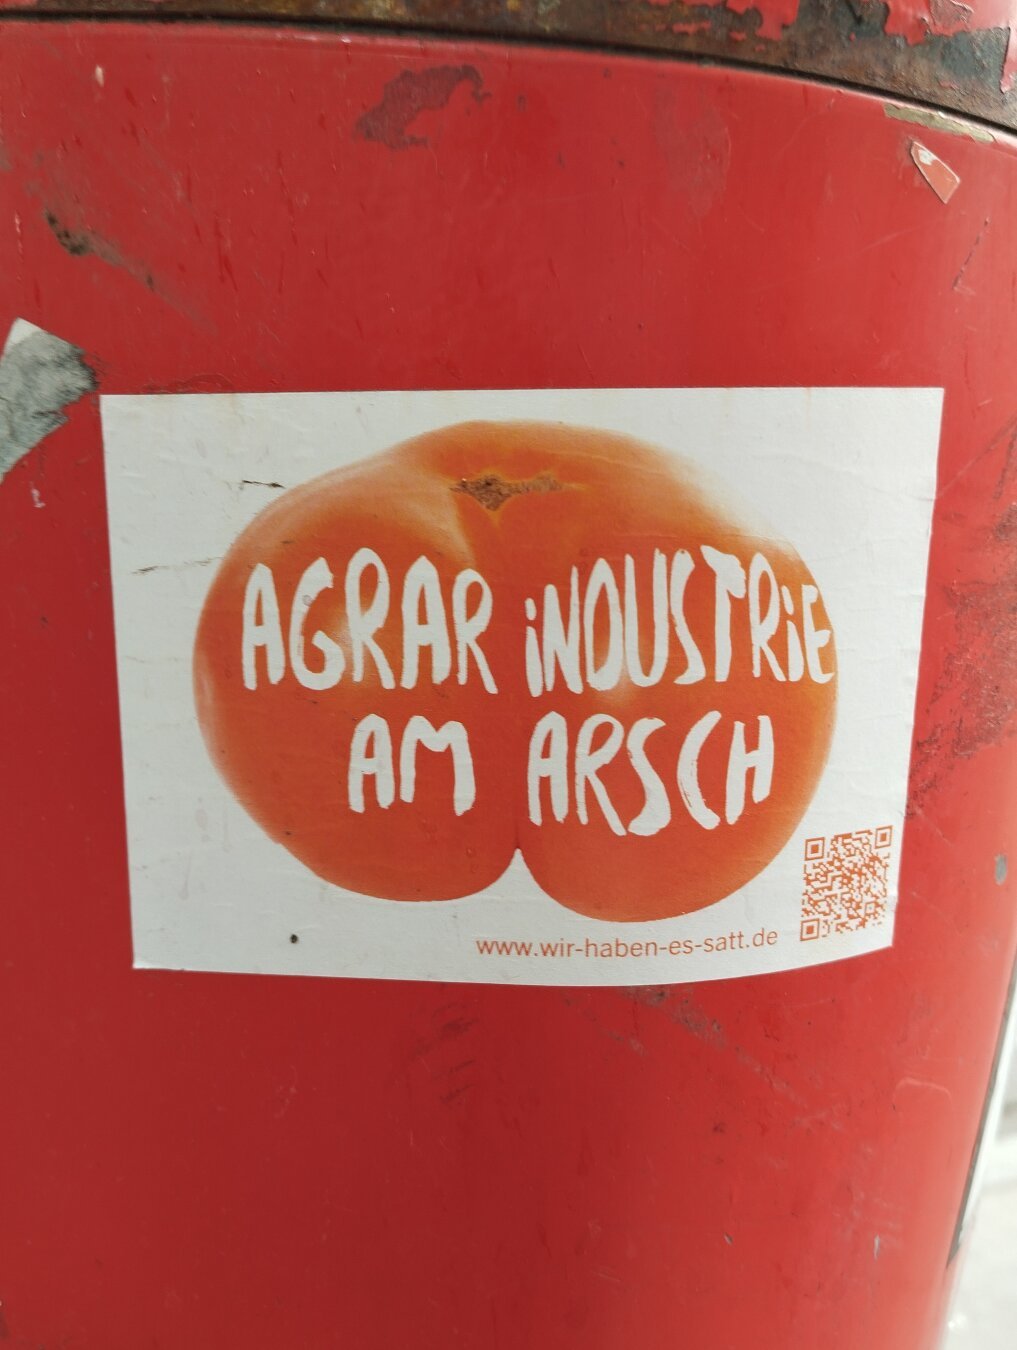 AGRAR iNDUSTRiE
AM ARSCH
www.wir-haben-es-satt.de